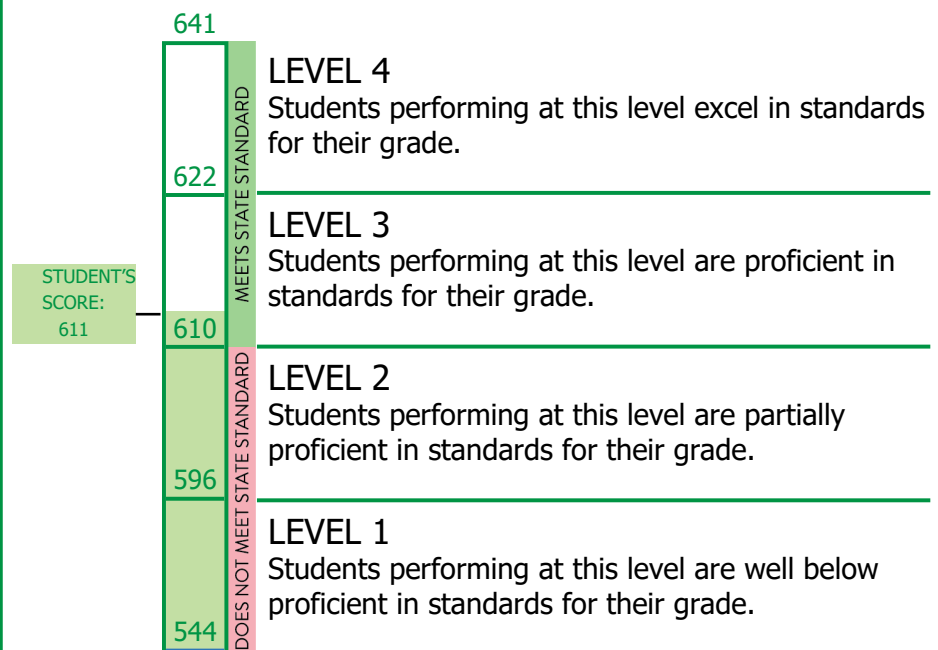 641
LEVEL 4
Students performing at this level excel in standards
for their grade.
622
LEVEL 3
Students performing at this level are proficient in
standards for their grade.
MEETS STATE STANDARD
STUDENT’S
SCORE:
611
610
LEVEL 2
Students performing at this level are partially
proficient in standards for their grade.
596
LEVEL 1
Students performing at this level are well below
proficient in standards for their grade.
544
DOES NOT MEET STATE STANDARD